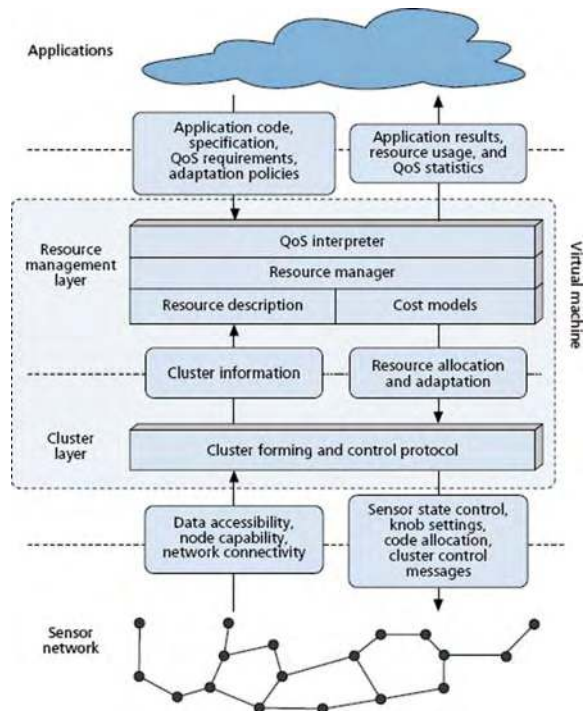 Applications
Application code,
specification,
QoS requirements,
adaptation policies
Application results,
resource usage, and
QoS statistics
Resource
management
layer
QoS interpreter
Resource manager
Resource description
Cost models
Virtual machine
Cluster information
Resource allocation
and adaptation
Cluster
layer
Cluster forming and control protocol
Data accessibility,
node capability,
network connectivity
Sensor state control,
knob settings,
code allocation,
cluster control
messages
Sensor
network